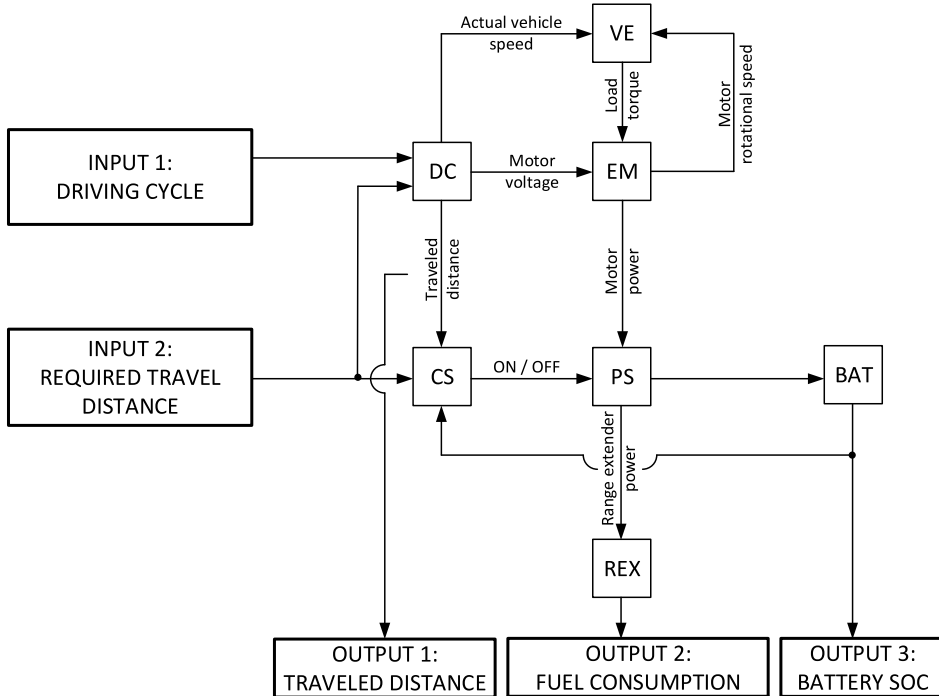 Actual vehicle
speed
VE
Load
torque
Motor
rotational speed
INPUT 1:
DRIVING CYCLE
DC
Motor
voltage
EM
Traveled
distance
Motor
power
INPUT 2:
REQUIRED TRAVEL
DISTANCE
CS
ON / OFF
PS
BAT
Range extender
power
REX
OUTPUT 1:
TRAVELED DISTANCE
OUTPUT 2:
FUEL CONSUMPTION
OUTPUT 3:
BATTERY SOC